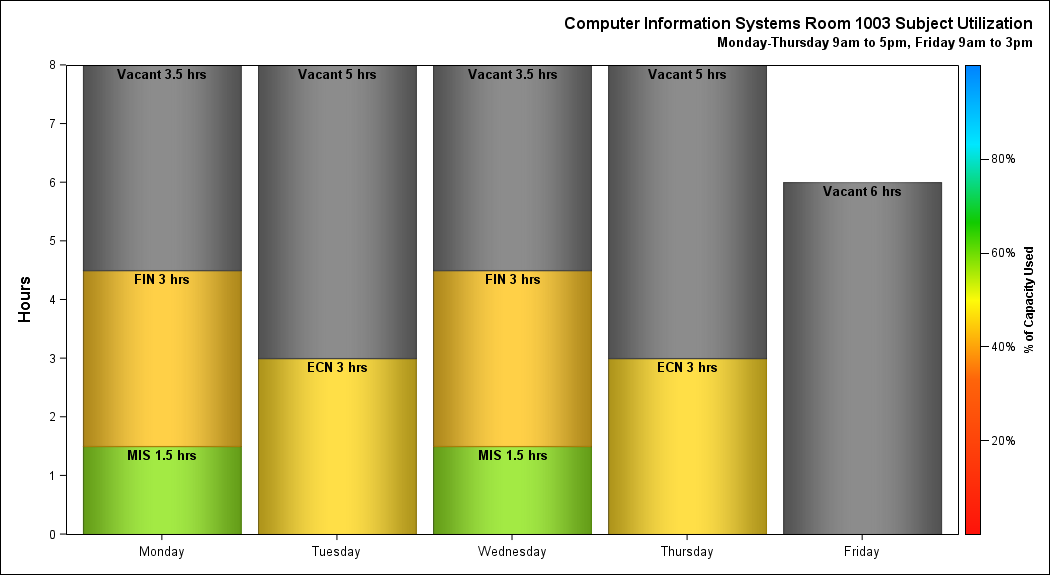 Computer Information Systems Room 1003 Subject Utilization
Monday-Thursday 9am to 5pm, Friday 9am to 3pm
8
7
6
5
4
3
2
1
0
Hours
Vacant 3.5 hrs
FIN 3 hrs
MIS 1.5 hrs
Vacant 5 hrs
ECN 3 hrs
Vacant 3.5 hrs
FIN 3 hrs
MIS 1.5 hrs
Vacant 5 hrs
ECN 3 hrs
Vacant 6 hrs
Monday
Tuesday
Wednesday
Thursday
Friday
80%
60%
40%
20%
% of Capacity Used